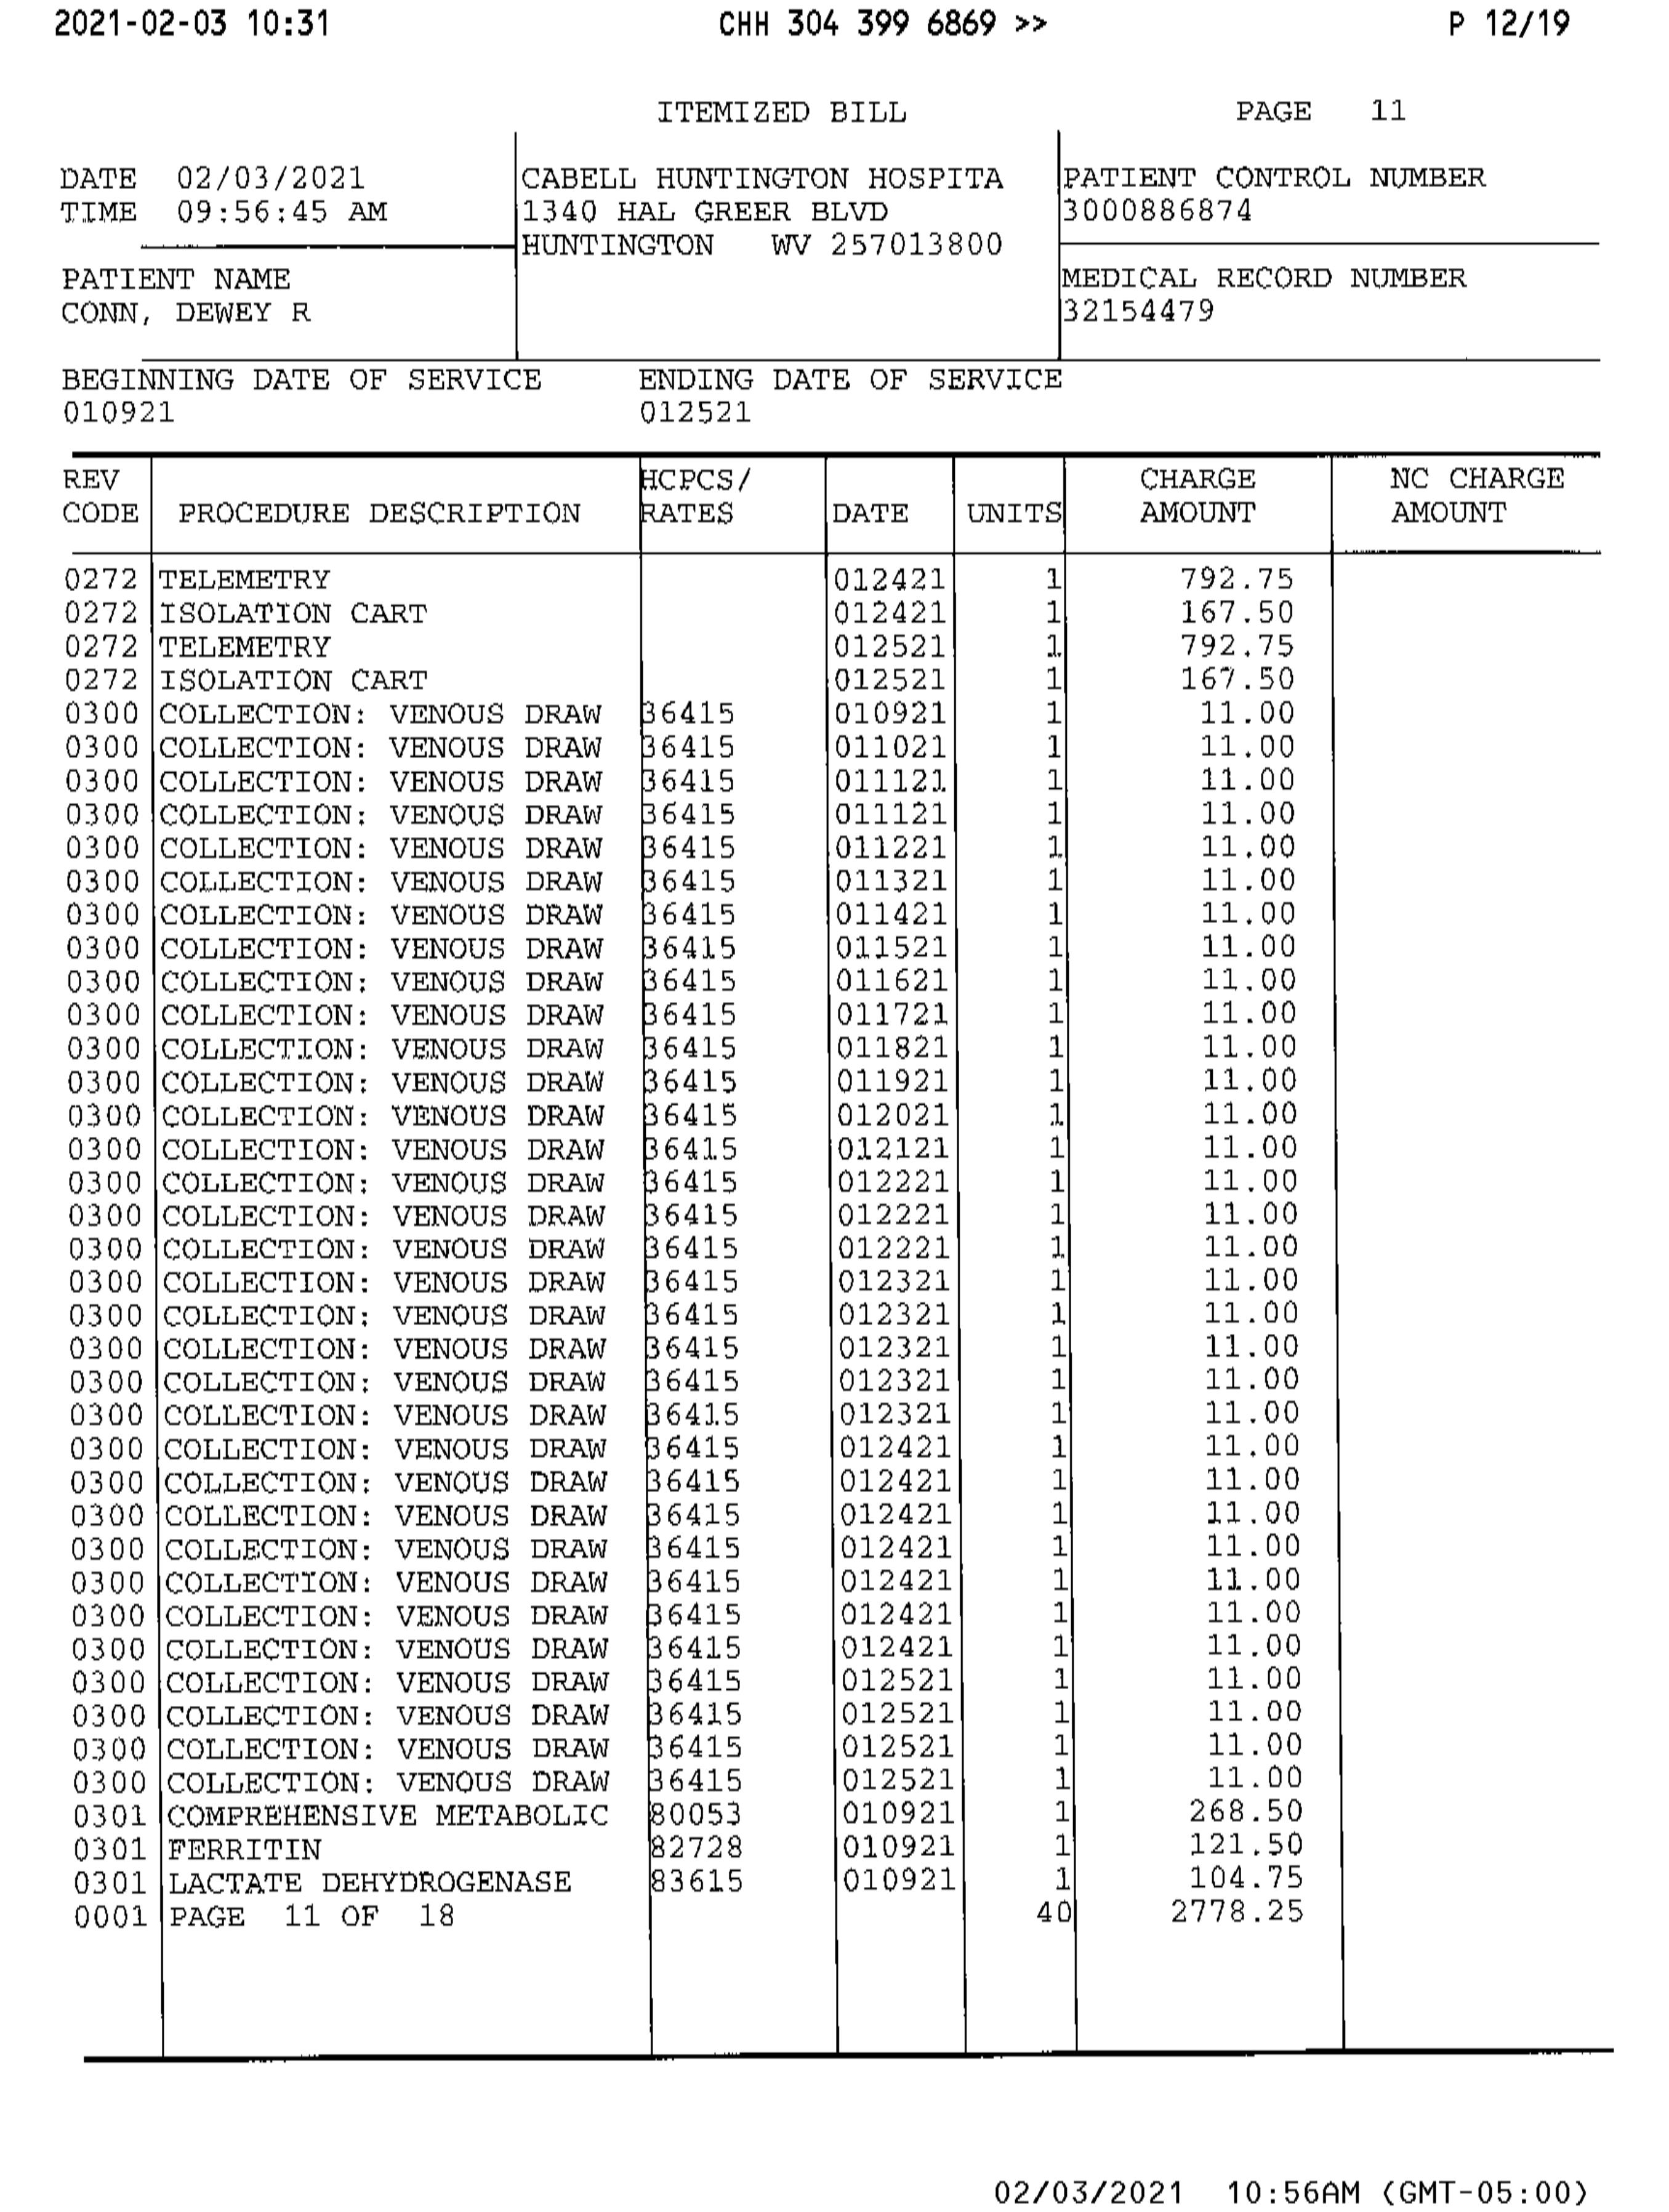 2021-02-03 10:31 CHH 304 399 6869 >> P 12/19
ITEMIZED BILL PAGE 11
DATE 02/03/2021 CABELL HUNTINGTON HOSPITA PATIENT CONTROL NUMBER
TIME 09:56:45 AM 1340 HAL GREER BLVD 3000886874
HUNTINGTON WV 257013800
PATIENT NAME MEDICAL RECORD NUMBER
CONN, DEWEY R 32154479
BEGINNING DATE OF SERVICE ENDING DATE OF SERVICE
010921 012521
REV HCPCS/ CHARGE NC CHARGE
CODE PROCEDURE DESCRIPTION RATES DATE UNITS AMOUNT AMOUNT
0272 TELEMETRY 012421 1 792.75
0272 ISOLATION CART 012421 1 167.50
0272 TELEMETRY 012521 1 792.75
0272 ISOLATION CART 012521 1 167.50
0300 COLLECTION: VENOUS DRAW 36415 010921 1 11.00
0300 COLLECTION: VENOUS DRAW 36415 011021 1 11.00
0300 COLLECTION: VENOUS DRAW 36415 011121 1 11.00
0300 COLLECTION: VENOUS DRAW 36415 011121 1 11.00
0300 COLLECTION: VENOUS DRAW 36415 011221 1 11.00
0300 COLLECTION: VENOUS DRAW 36415 011321 1 11.00
0300 COLLECTION: VENOUS DRAW 36415 011421 1 11.00
0300 COLLECTION: VENOUS DRAW 36415 011521 1 11.00
0300 COLLECTION: VENOUS DRAW 36415 011621 1 11.00
0300 COLLECTION: VENOUS DRAW 36415 011721 1 11.00
0300 COLLECTION: VENOUS DRAW 36415 011821 1 11.00
0300 COLLECTION: VENOUS DRAW 36415 011921 1 11.00
0300 COLLECTION: VENOUS DRAW 36415 012021 1 11.00
0300 COLLECTION: VENOUS DRAW 36415 012121 1 11.00
0300 COLLECTION: VENOUS DRAW 36415 012221 1 11.00
0300 COLLECTION: VENOUS DRAW 36415 012221 1 11.00
0300 COLLECTION: VENOUS DRAW 36415 012221 1 11.00
0300 COLLECTION: VENOUS DRAW 36415 012321 1 11.00
0300 COLLECTION: VENOUS DRAW 36415 012321 1 11.00
0300 COLLECTION: VENOUS DRAW 36415 012321 1 11.00
0300 COLLECTION: VENOUS DRAW 36415 012321 1 11.00
0300 COLLECTION: VENOUS DRAW 36415 012321 1 11.00
0300 COLLECTION: VENOUS DRAW 36415 012421 1 11.00
0300 COLLECTION: VENOUS DRAW 36415 012421 1 11.00
0300 COLLECTION: VENOUS DRAW 36415 012421 1 11.00
0300 COLLECTION: VENOUS DRAW 36415 012421 1 11.00
0300 COLLECTION: VENOUS DRAW 36415 012421 1 11.00
0300 COLLECTION: VENOUS DRAW 36415 012421 1 11.00
0300 COLLECTION: VENOUS DRAW 36415 012421 1 11.00
0300 COLLECTION: VENOUS DRAW 36415 012521 1 11.00
0300 COLLECTION: VENOUS DRAW 36415 012521 1 11.00
0300 COLLECTION: VENOUS DRAW 36415 012521 1 11.00
0300 COLLECTION: VENOUS DRAW 36415 012521 1 11.00
0301 COMPREHENSIVE METABOLIC 80053 010921 1 268.50
0301 FERRITIN 82728 010921 1 121.50
0301 LACTATE DEHYDROGENASE 83615 010921 1 104.75
0001 PAGE 11 OF 18 40 2778.25
02/03/2021 10:56AM (GMT-05:00)